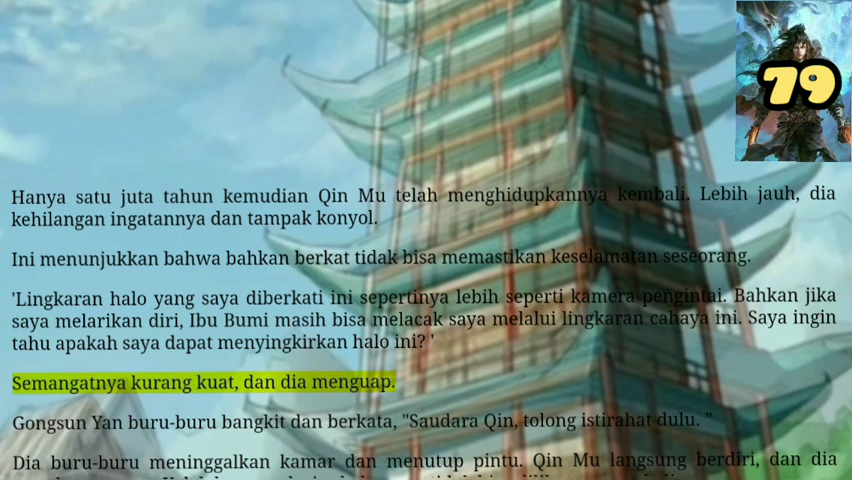 79
Hanya satu juta tahun kemudian Qin Mu telah menghidupkannya kembali. Lebih jauh, dia
kehilangan ingatannya dan tampak konyol.
Ini menunjukkan bahwa bahkan berkat tidak bisa memastikan keselamatan seseorang.
'Lingkaran halo yang saya diberkati ini sepertinya lebih seperti kamera pengintai. Bahkan jika
saya melarikan diri, Ibu Bumi masih bisa melacak saya melalui lingkaran cahaya ini. Saya ingin
tahu apakah saya dapat menyingkirkan halo ini? '
Semangatnya kurang kuat, dan dia menguap.
Gongsun Yan buru-buru bangkit dan berkata, "Saudara Qin, tolong istirahat dulu. ”
Dia buru-buru meninggalkan kamar dan menutup pintu. Qin Mu langsung berdiri, dan dia